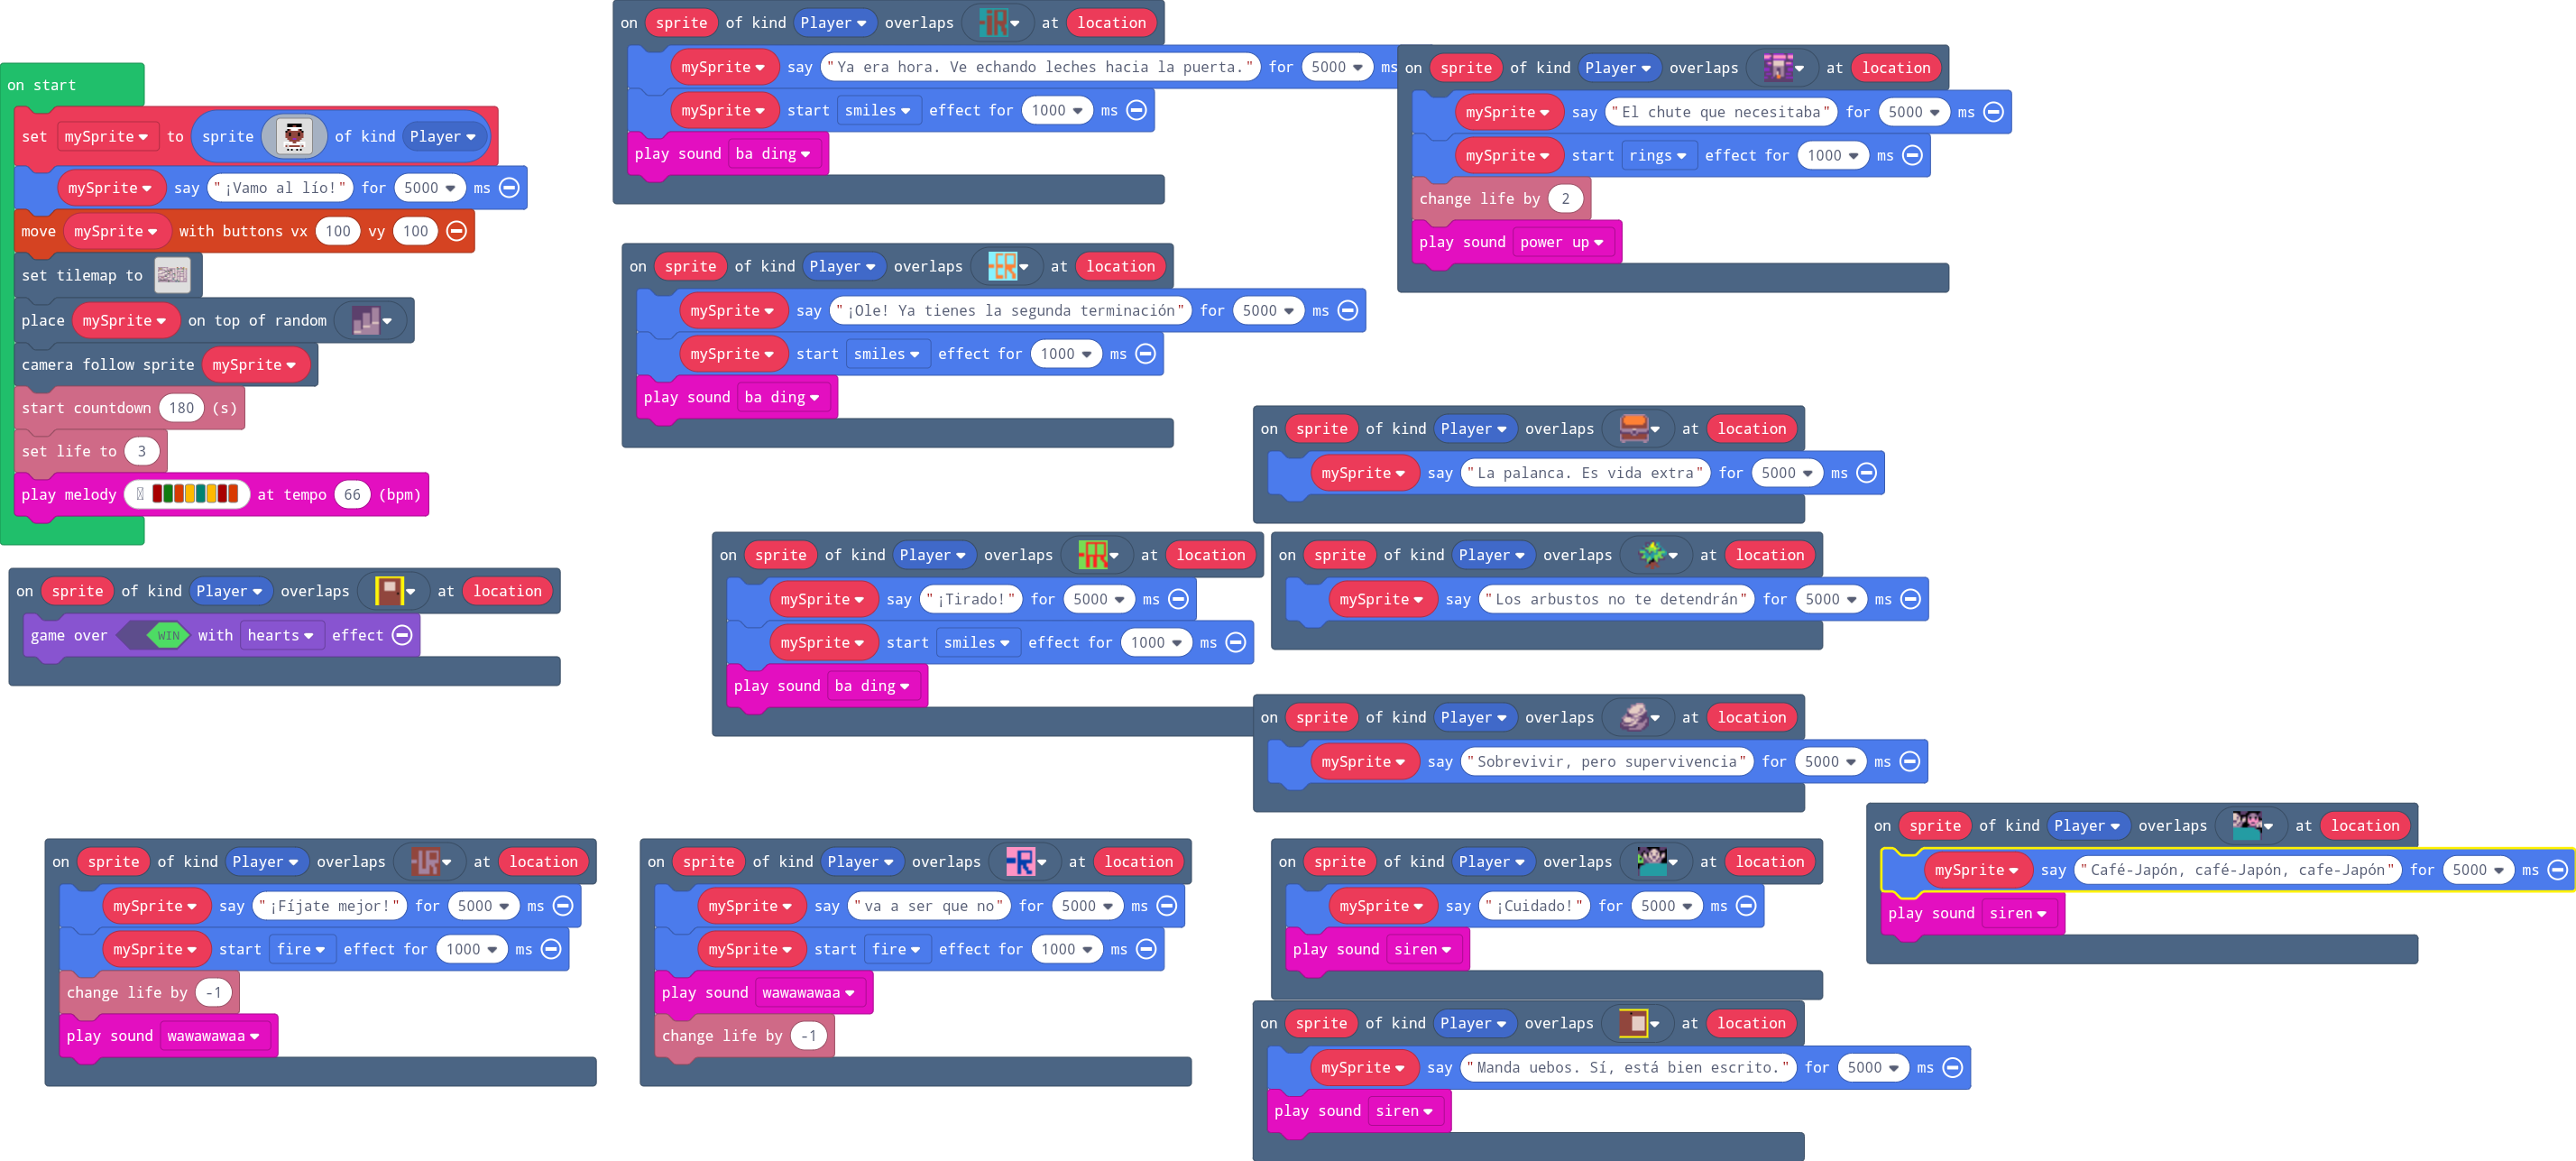 on start
set mySprite to sprite of kind Player
mySprite say "¡Vamo al lío!" for 5000 ms
move mySprite with buttons vx 100 vy 100
set tilemap to
place mySprite on top of random
camera follow sprite mySprite
start countdown 180 (s)
set life to 3
play melody at tempo 66 (bpm)
on sprite of kind Player overlaps at location
game over WIN with hearts effect
on sprite of kind Player overlaps -UR at location
mySprite say "¡Fíjate mejor!" for 5000 ms
mySprite start fire effect for 1000 ms
change life by -1
play sound wawawawaa
on sprite of kind Player overlaps -iR at location
mySprite say "Ya era hora. Ve echando leches hacia la puerta." for 5000 ms
mySprite start smiles effect for 1000 ms
play sound ba ding
on sprite of kind Player overlaps -ER at location
mySprite say "¡Ole! Ya tienes la segunda terminación" for 5000 ms
mySprite start smiles effect for 1000 ms
play sound ba ding
on sprite of kind Player overlaps at location
mySprite say "¡Tirado!" for 5000 ms
mySprite start smiles effect for 1000 ms
play sound ba ding
on sprite of kind Player overlaps -R at location
mySprite say "va a ser que no" for 5000 ms
mySprite start fire effect for 1000 ms
play sound wawawawaa
change life by -1
on sprite of kind Player overlaps at location
mySprite say "El chute que necesitaba" for 5000 ms
mySprite start rings effect for 1000 ms
change life by 2
play sound power up
on sprite of kind Player overlaps at location
mySprite say "La palanca. Es vida extra" for 5000 ms
on sprite of kind Player overlaps at location
mySprite say "Los arbustos no te detendrán" for 5000 ms
on sprite of kind Player overlaps at location
mySprite say "Sobrevivir, pero supervivencia" for 5000 ms
on sprite of kind Player overlaps at location
mySprite say "¡Cuidado!" for 5000 ms
play sound siren
on sprite of kind Player overlaps at location
mySprite say "Manda uebos. Sí, está bien escrito." for 5000 ms
play sound siren
on sprite of kind Player overlaps at location
mySprite say "Café-Japón, café-Japón, cafe-Japón" for 5000 ms
play sound siren